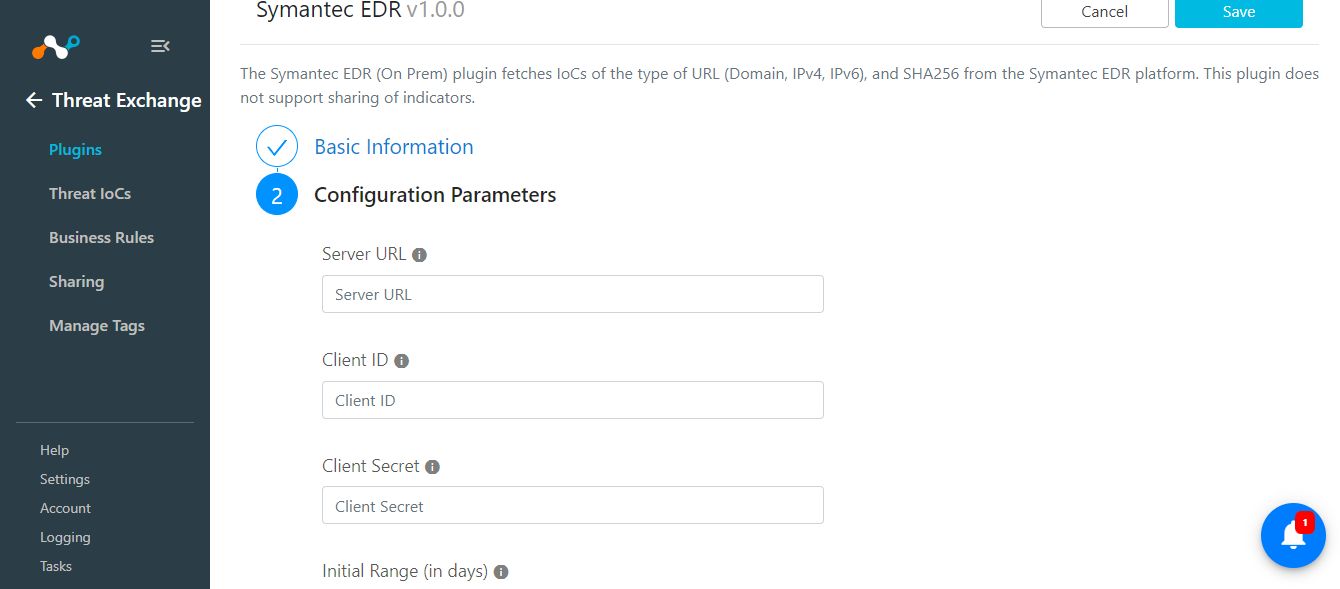 Symantec EDR v1.0.0
Cancel
Save
Threat Exchange
Plugins
Threat IoCs
Business Rules
Sharing
Manage Tags
Help
Settings
Account
Logging
Tasks
The Symantec EDR (On Prem) plugin fetches IoCs of the type of URL (Domain, IPv4, IPv6), and SHA256 from the Symantec EDR platform. This plugin does
not support sharing of indicators.
Basic Information
2 Configuration Parameters
Server URL
Server URL
Client ID
Client ID
Client Secret
Client Secret
Initial Range (in days)
1